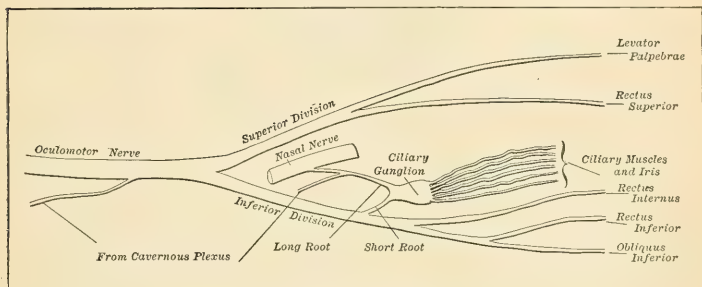 Levator
Palpebrae
Superior Division
Rectus
Superior
Oculomotor Nerve
Nasal Nerve
Ciliary
Ganglion
Ciliary Muscles
and Iris
Rectus
Internus
Inferior Division
Rectus
Inferior
From Cavernous Plexus
Long Root
Short Root
Obliquus
Inferior